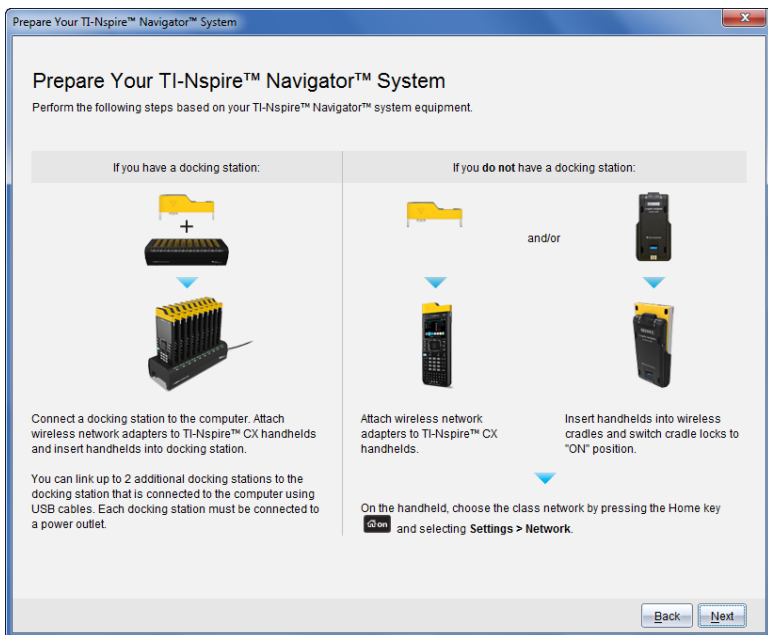 Prepare Your TI-Nspire™ Navigator™ System
x
Prepare Your TI-Nspire™ Navigator™ System
Perform the following steps based on your TI-Nspire™ Navigator™ system equipment.
If you have a docking station:
+
Connect a docking station to the computer. Attach
wireless network adapters to TI-Nspire™ CX handhelds
and insert handhelds into docking station.
You can link up to 2 additional docking stations to the
docking station that is connected to the computer using
USB cables. Each docking station must be connected to
a power outlet.
If you do not have a docking station:
and/or
Attach wireless network
adapters to TI-Nspire™ CX
handhelds.
Insert handhelds into wireless
cradles and switch cradle locks to
"ON" position.
On the handheld, choose the class network by pressing the Home key
on and selecting Settings > Network.
Back
Next